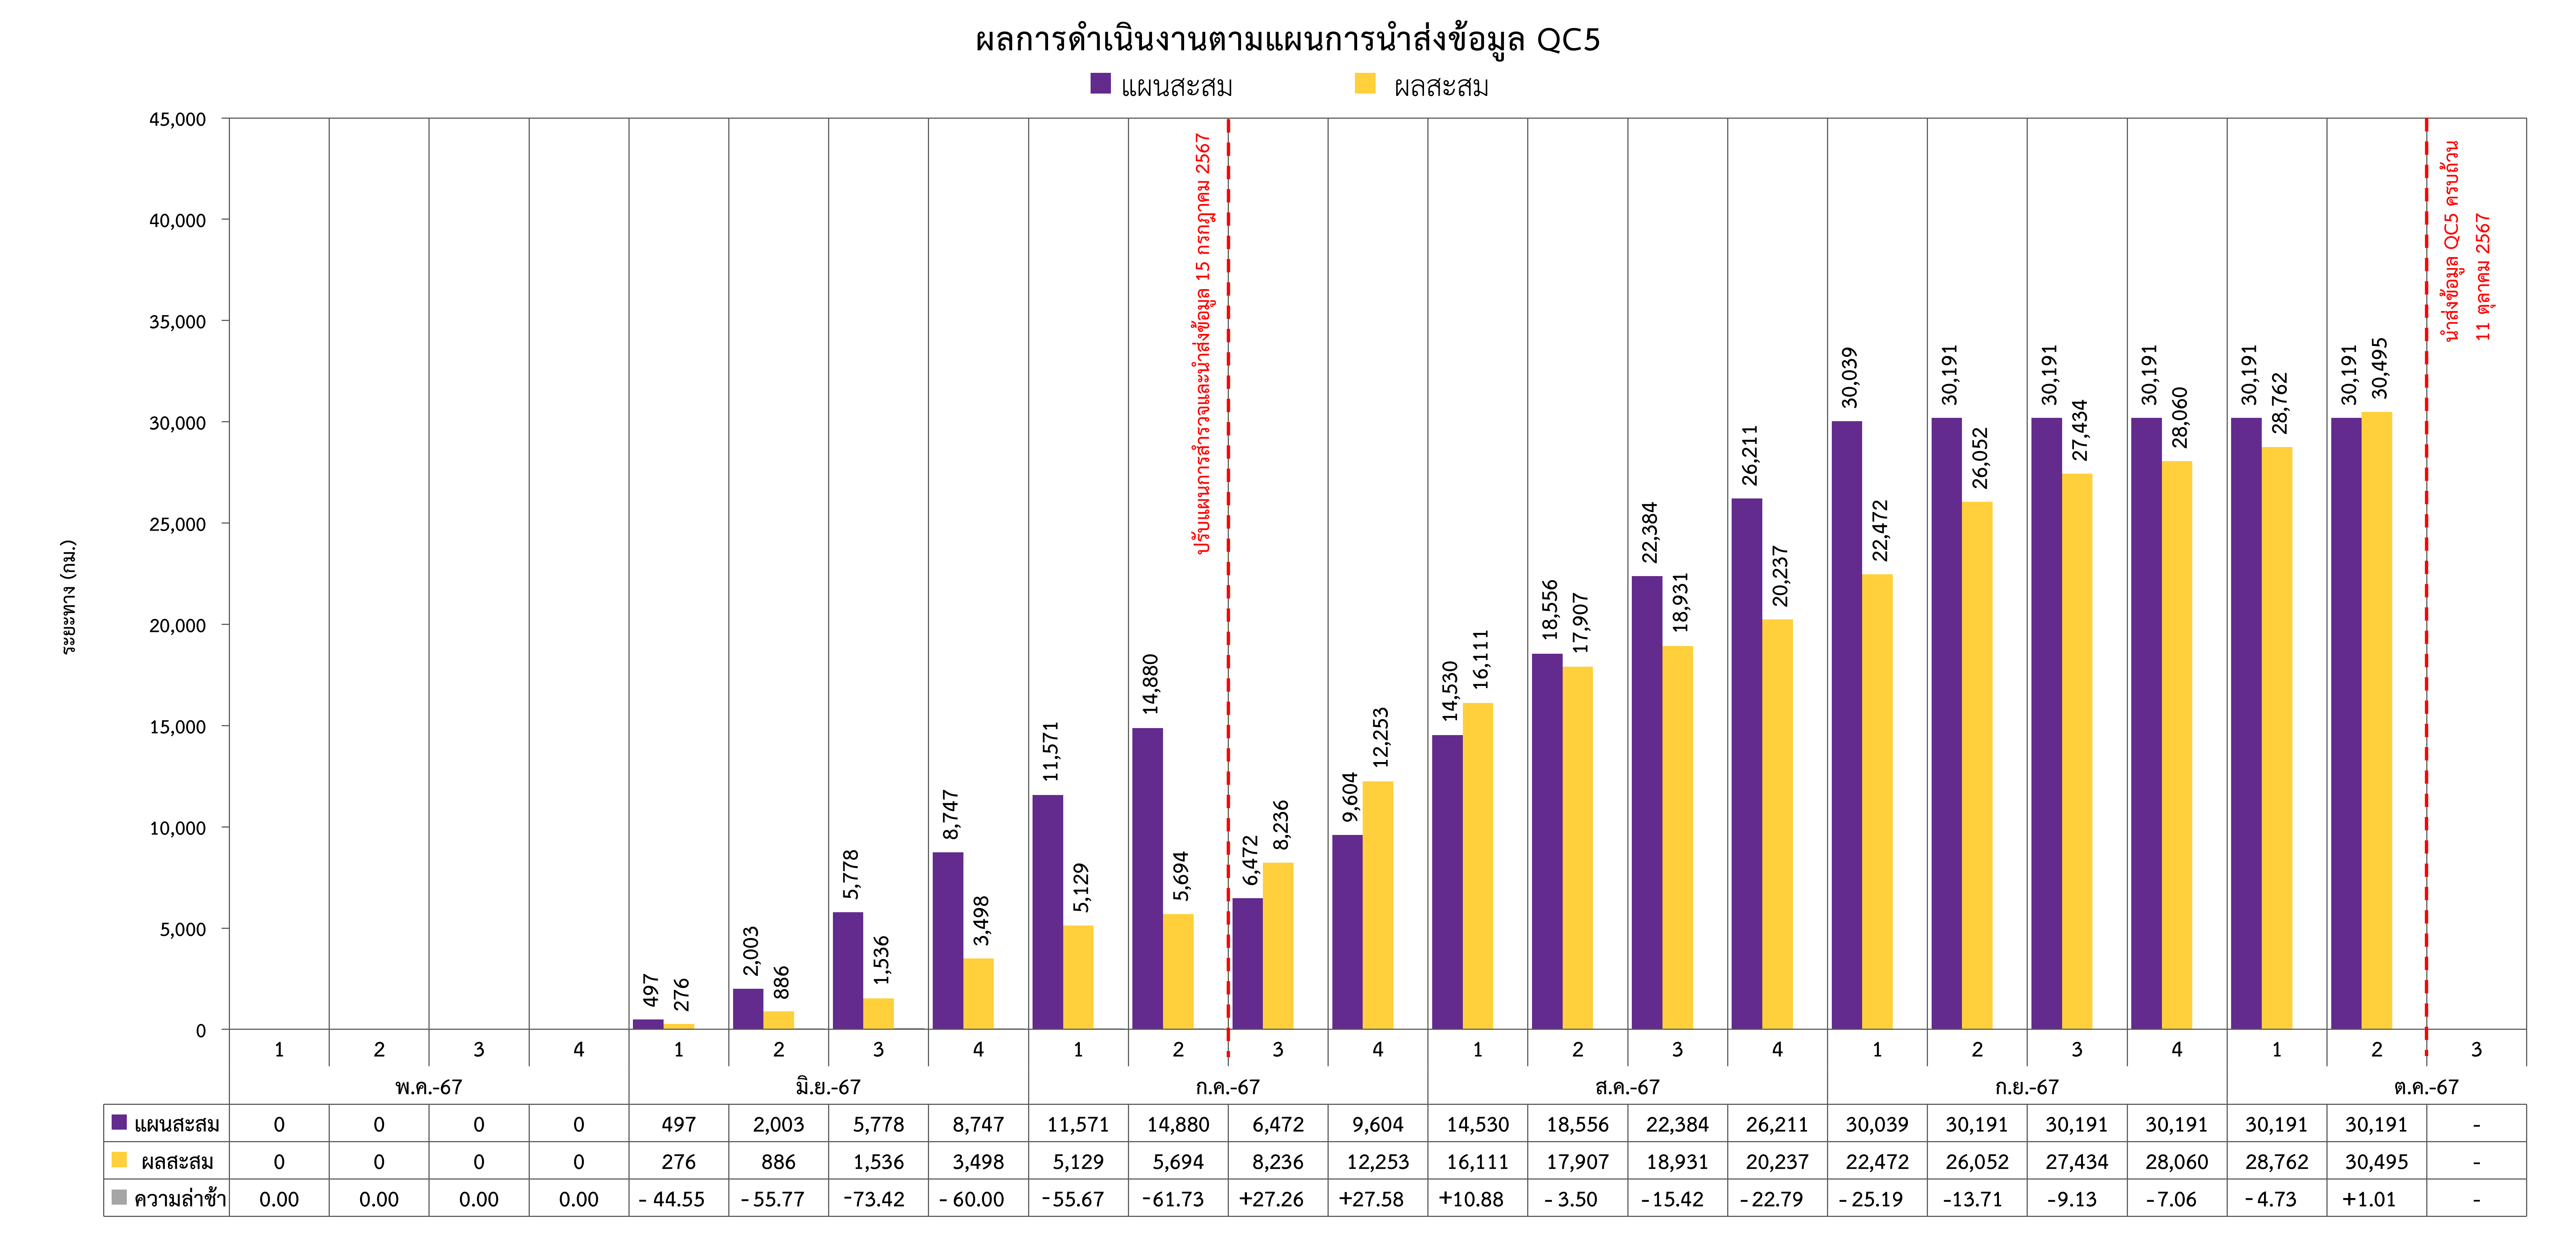 ผลการดำเนินงานตามแผนการนำส่งข้อมูล QC5
แผนสะสม ผลสะสม
ระยะทาง (กม.)
45,000
40,000
35,000
30,000
25,000
20,000
15,000
10,000
5,000
0
ปรับแผนการสำรวจและนำส่งข้อมูล 15 กรกฎาคม 2567
นำส่งข้อมูล QC5 ครบถ้วน
11 ตุลาคม 2567
497 276 2,003 886 5,778 1,536 8,747 3,498 11,571 5,129 14,880 5,694 6,472 8,236 9,604 12,253 14,530 16,111 18,556 17,907 22,384 18,931 26,211 20,237 30,039 22,472 30,191 26,052 30,191 27,434 30,191 28,060 30,191 28,762 30,191 30,495
1 2 3 4 1 2 3 4 1 2 3 4 1 2 3 4 1 2 3 4 1 2 3
พ.ค.-67 มิ.ย.-67 ก.ค.-67 ส.ค.-67 ก.ย.-67 ต.ค.-67
แผนสะสม 0 0 0 0 497 2,003 5,778 8,747 11,571 14,880 6,472 9,604 14,530 18,556 22,384 26,211 30,039 30,191 30,191 30,191 30,191 30,191 -
ผลสะสม 0 0 0 0 276 886 1,536 3,498 5,129 5,694 8,236 12,253 16,111 17,907 18,931 20,237 22,472 26,052 27,434 28,060 28,762 30,495 -
ความล่าช้า 0.00 0.00 0.00 0.00 - 44.55 - 55.77 -73.42 - 60.00 -55.67 -61.73 +27.26 +27.58 +10.88 - 3.50 -15.42 - 22.79 - 25.19 -13.71 -9.13 -7.06 - 4.73 +1.01 -